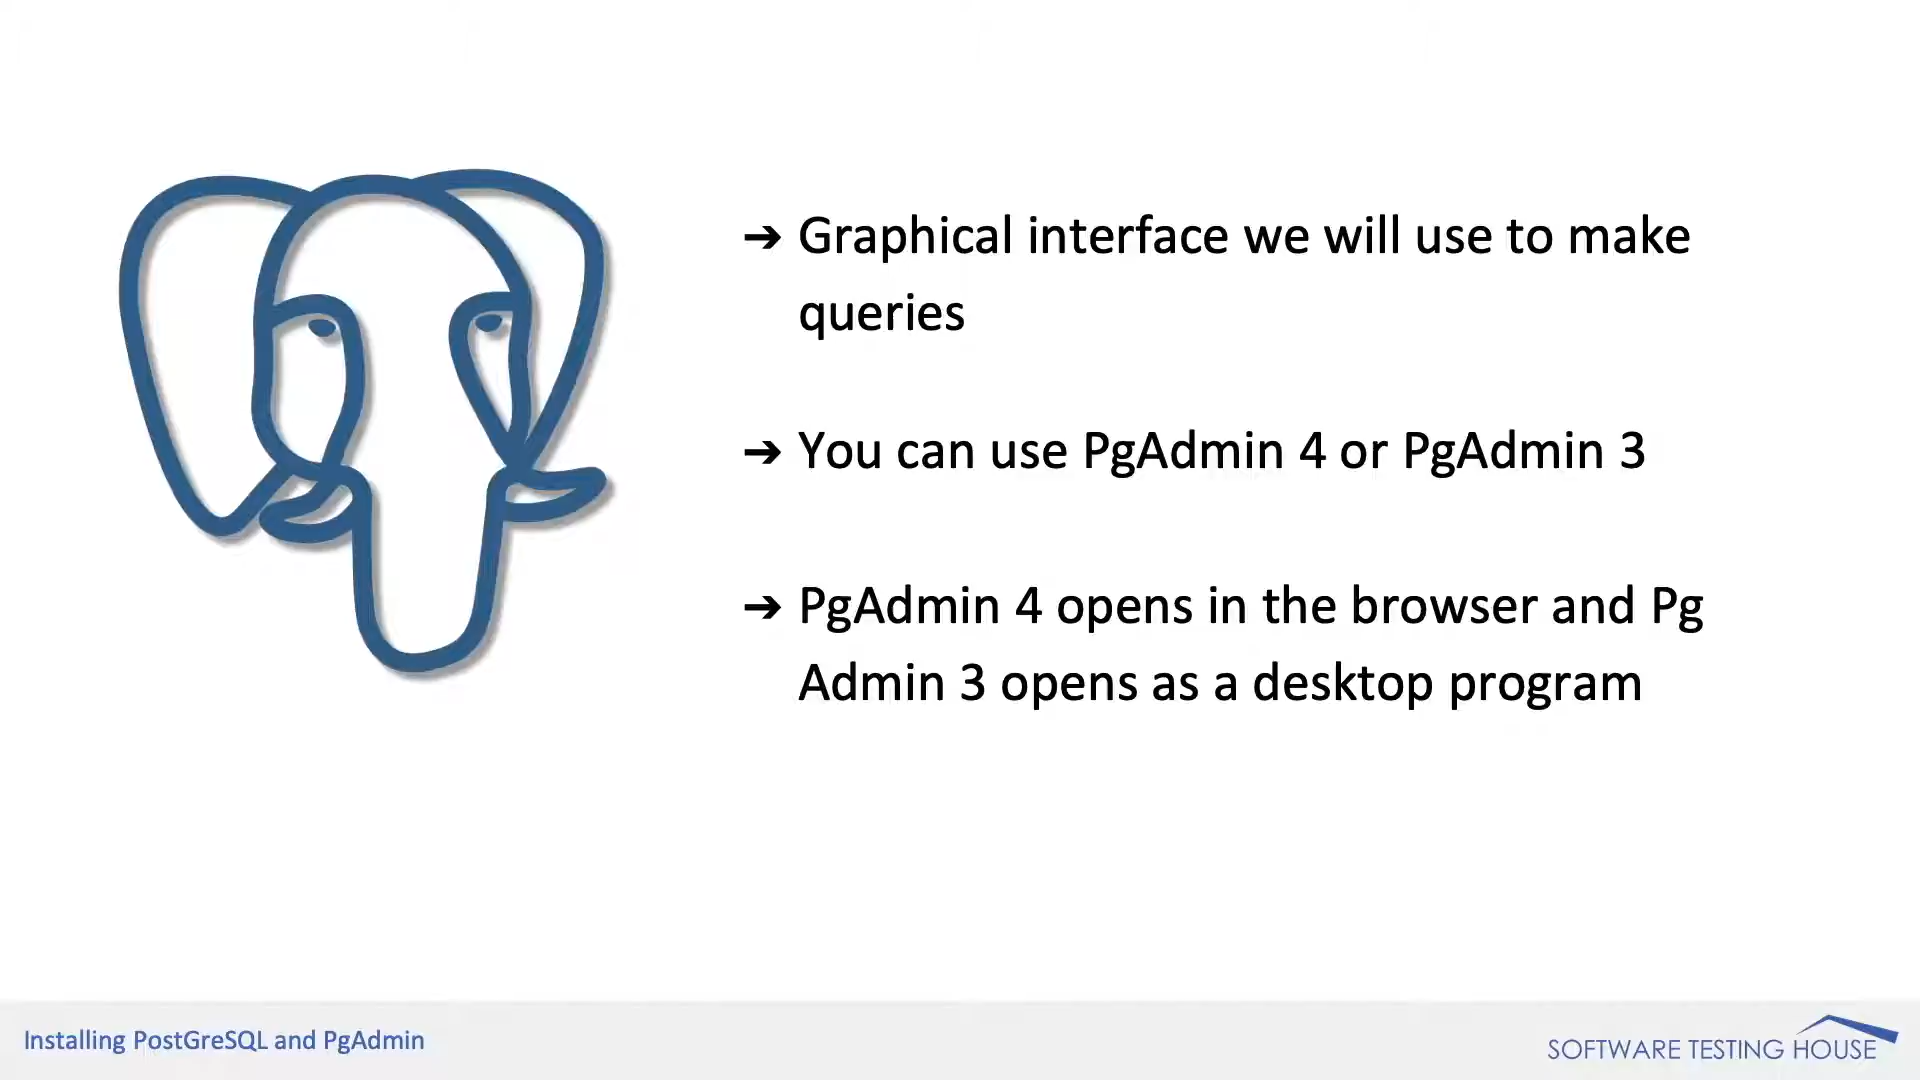 ➔ Graphical interface we will use to make
queries
➔ You can use PgAdmin 4 or PgAdmin 3
➔ PgAdmin 4 opens in the browser and Pg
Admin 3 opens as a desktop program
Installing PostGreSQL and PgAdmin
SOFTWARE TESTING HOUSE